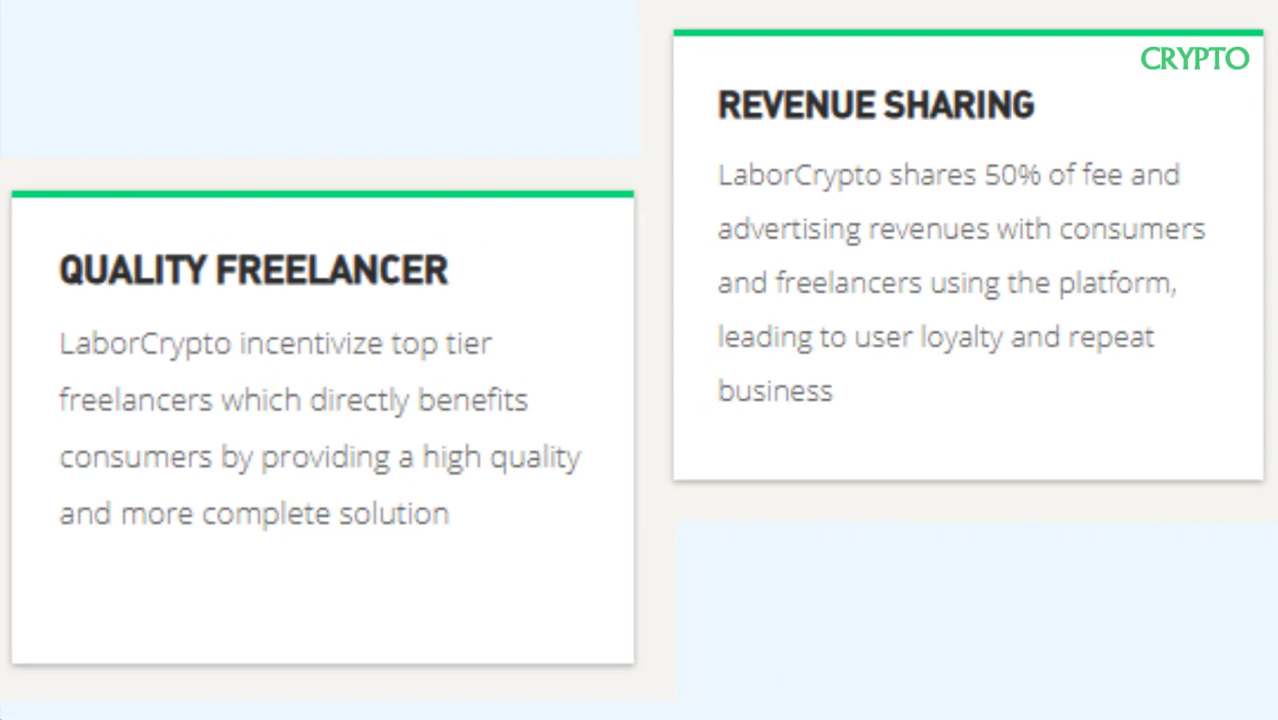 QUALITY FREELANCER
LaborCrypto incentivize top tier
freelancers which directly benefits
consumers by providing a high quality
and more complete solution
CRYPTO
REVENUE SHARING
LaborCrypto shares 50% of fee and
advertising revenues with consumers
and freelancers using the platform,
leading to user loyalty and repeat
business